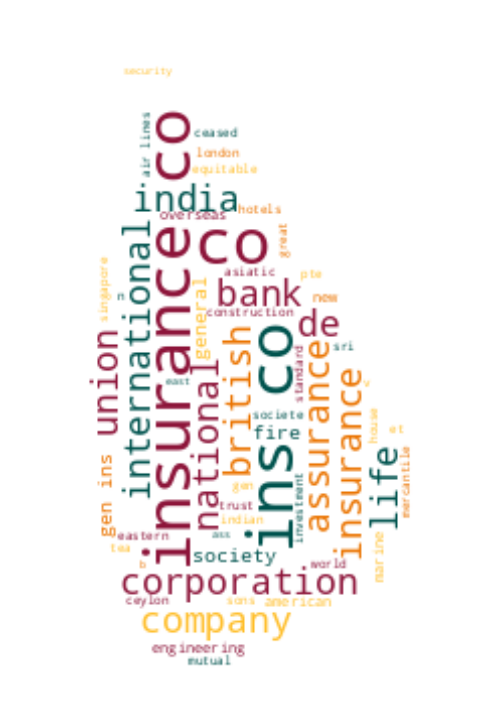 security
air lines
insurance co
ceased
london
equitable
india
hotels
overseas
international
co
great
asiatic
singapore
n
general
bank
pte
new
construction
de
union
british
ins co
standard
sri
assurance
insurance
east
national
societe
fire
v
house
et
life
mercantile
gen ins
gen
investment
trust
indian
eastern
ass
tea
society
marine
b
world
corporation
ceylon
sons
american
company
engineering
mutual